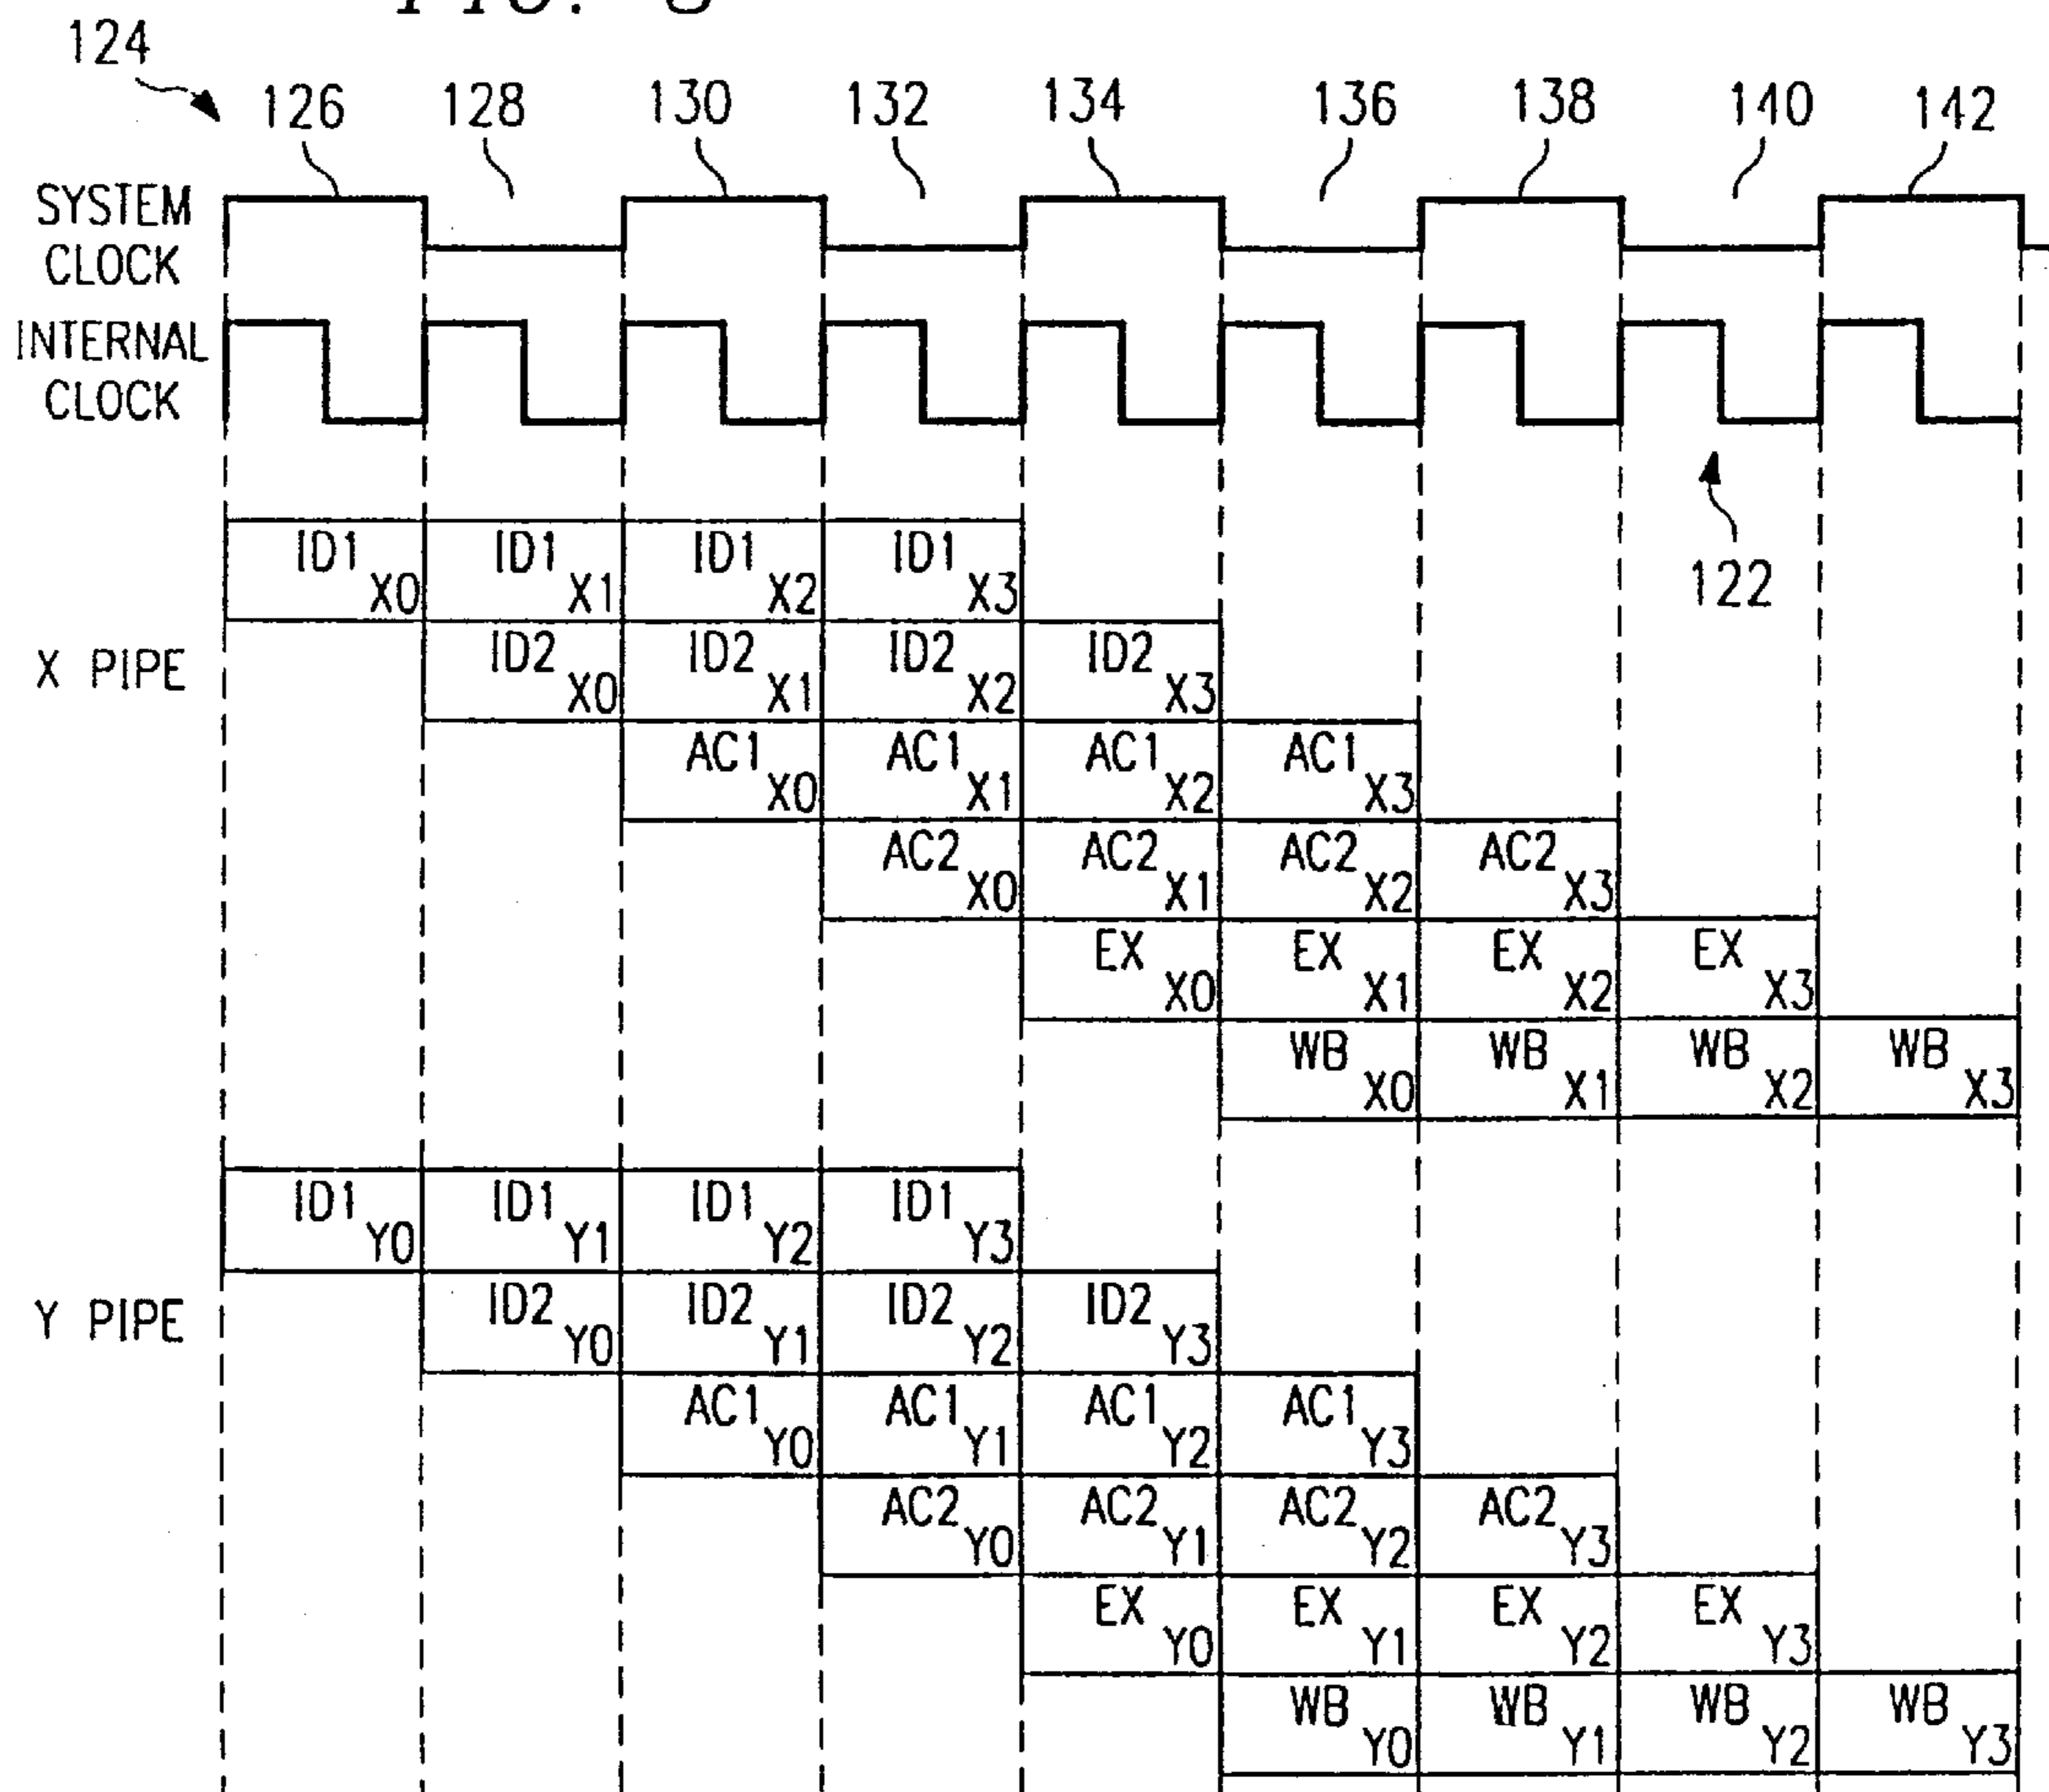 124
126 128 130 132 134 136 138 140 142
SYSTEM
CLOCK
INTERNAL
CLOCK
122
ID1 X0 ID1 X1 ID1 X2 ID1 X3
X PIPE
ID2 X0 ID2 X1 ID2 X2 ID2 X3
AC1 X0 AC1 X1 AC1 X2 AC1 X3
AC2 X0 AC2 X1 AC2 X2 AC2 X3
EX X0 EX X1 EX X2 EX X3
WB X0 WB X1 WB X2 WB X3
ID1 Y0 ID1 Y1 ID1 Y2 ID1 Y3
Y PIPE
ID2 Y0 ID2 Y1 ID2 Y2 ID2 Y3
AC1 Y0 AC1 Y1 AC1 Y2 AC1 Y3
AC2 Y0 AC2 Y1 AC2 Y2 AC2 Y3
EX Y0 EX Y1 EX Y2 EX Y3
WB Y0 WB Y1 WB Y2 WB Y3